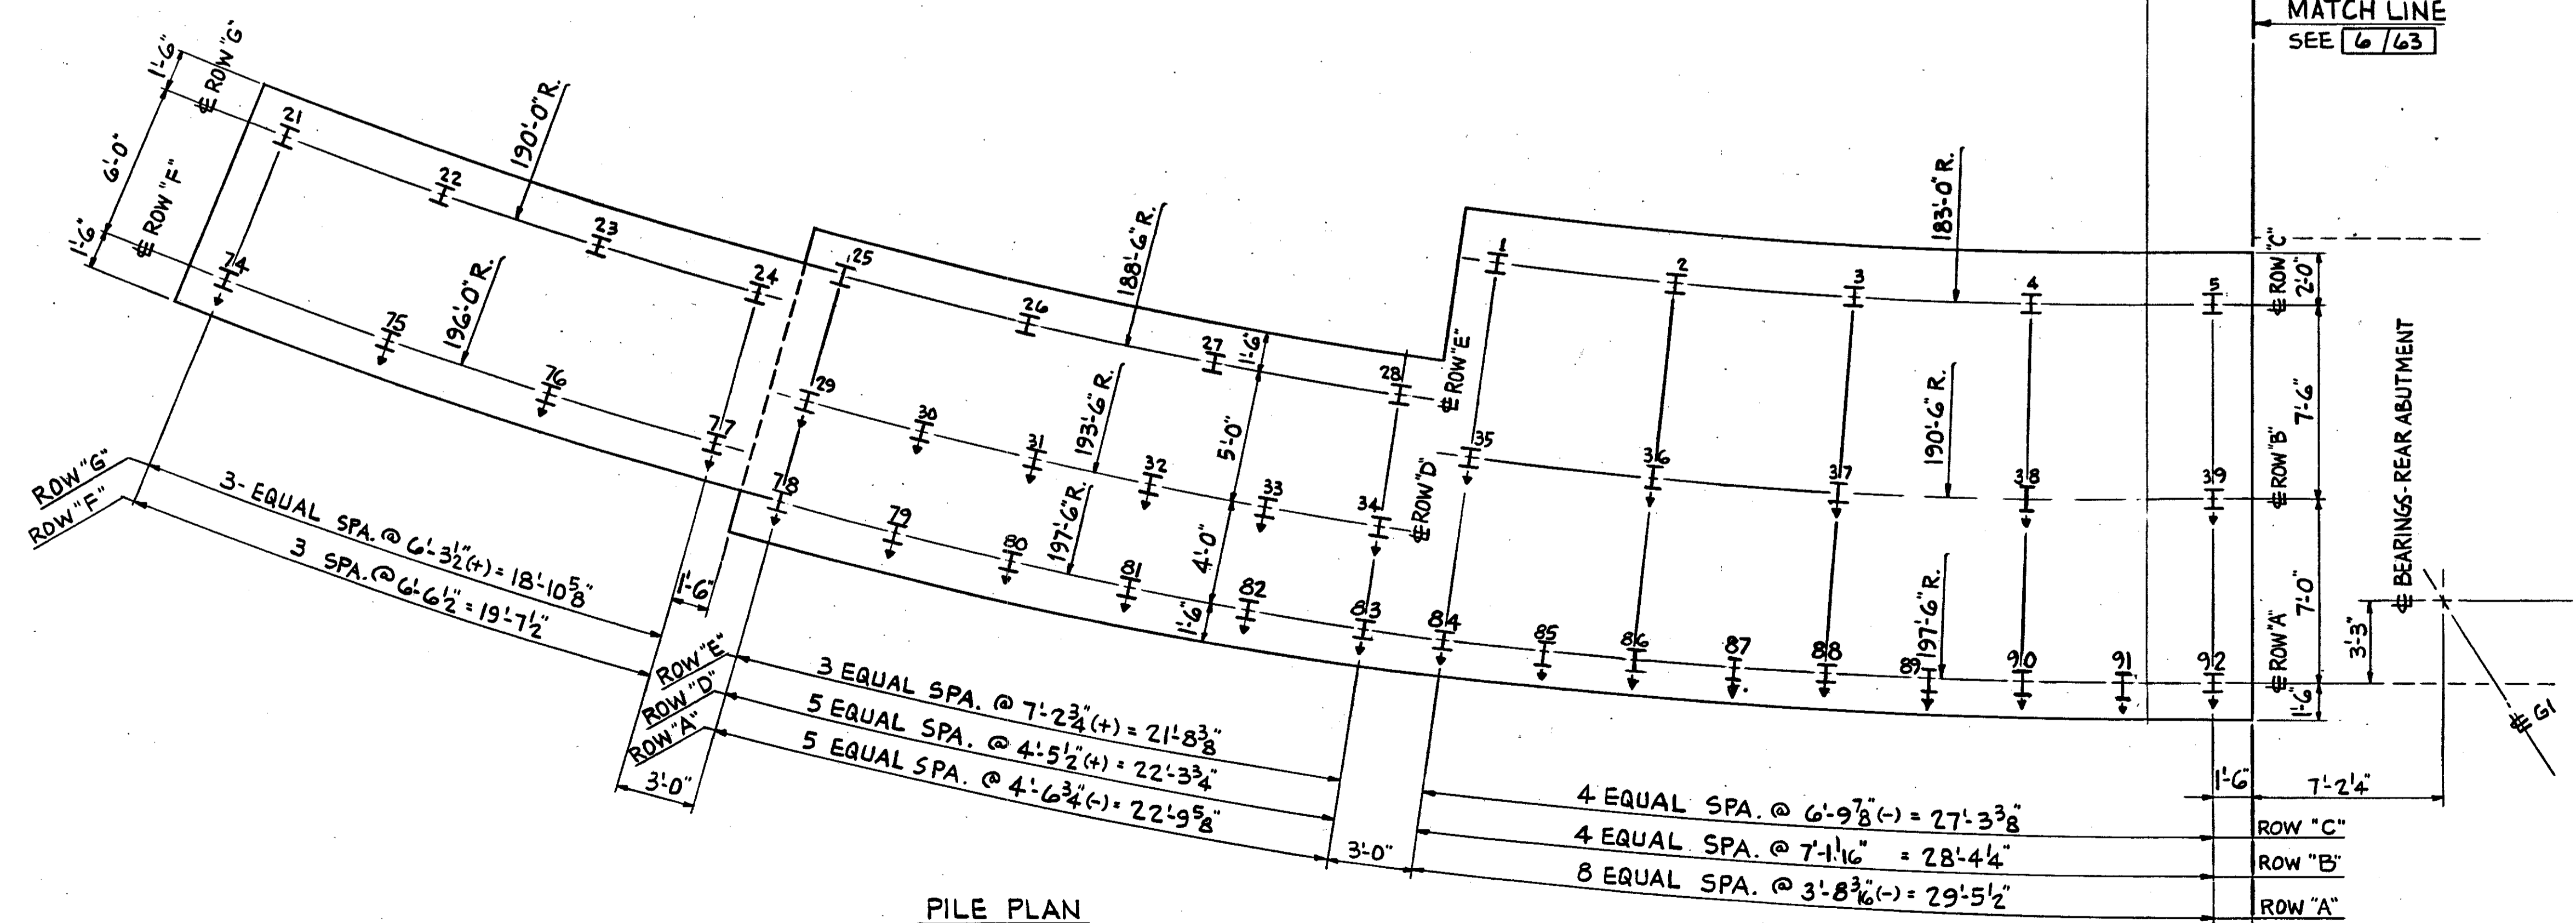 MATCH LINE
SEE 6/63
1'-6"
℄ ROW "G"
6'-0"
℄ ROW "F"
1'-6"
21
22
23
24
190'-0" R.
74
75
76
77
196'-0" R.
25
26
27
28
188'-6" R.
1'-6"
℄ ROW "E"
29
30
31
32
33
34
193'-6" R.
5'-0"
℄ ROW "D"
78
79
80
81
82
83
197'-6" R.
4'-0"
1'-6"
1
2
3
4
5
183'-0" R.
℄ ROW "C"
2'-0"
35
36
37
38
39
190'-6" R.
℄ ROW "B"
7'-6"
84
85
86
87
88
89
90
91
92
197'-6" R.
℄ ROW "A"
7'-0"
1'-6"
3'-3"
℄ BEARINGS-REAR ABUTMENT
℄ G1
ROW "G"
3- EQUAL SPA. @ 6'-3½"(+) = 18'-10⅝"
ROW "F"
3 SPA. @ 6'-6½" = 19'-7½"
1'-6"
3'-0"
ROW "E"
3 EQUAL SPA. @ 7'-2¾"(+) = 21'-8⅜"
ROW "D"
5 EQUAL SPA. @ 4'-5½"(+) = 22'-3¾"
ROW "A"
5 EQUAL SPA. @ 4'-6¾"(-) = 22'-9⅝"
3'-0"
1'-6"
7'-2¼"
4 EQUAL SPA. @ 6'-9⅞"(-) = 27'-3⅜"
ROW "C"
4 EQUAL SPA. @ 7'-1 1/16" = 28'-4¼"
ROW "B"
8 EQUAL SPA. @ 3'-8 3/16"(-) = 29'-5½"
ROW "A"
PILE PLAN